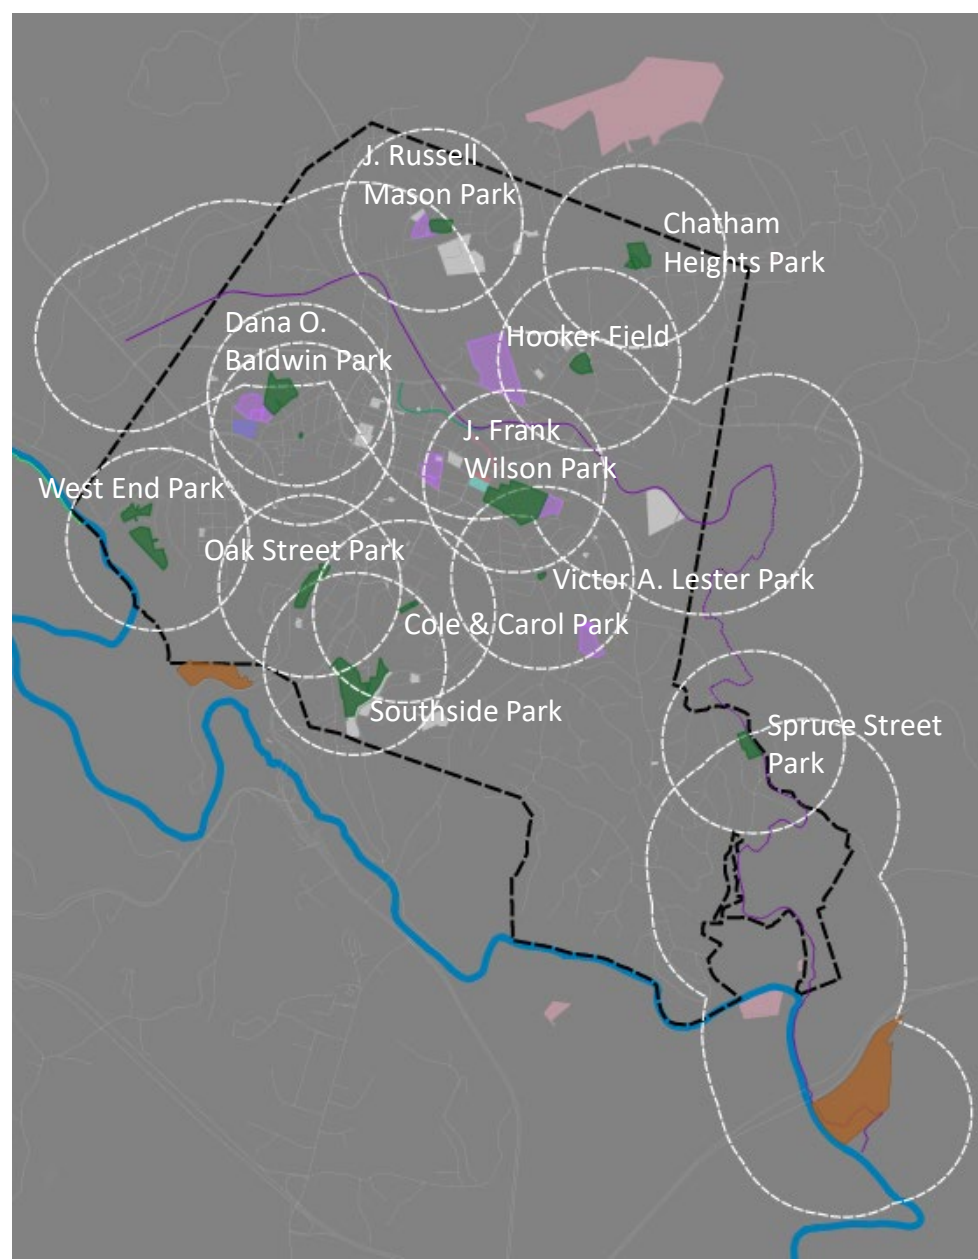 J. Russell
Mason Park
Chatham
Heights Park
Dana O.
Baldwin Park
Hooker Field
J. Frank
Wilson Park
West End Park
Oak Street Park
Victor A. Lester Park
Cole & Carol Park
Southside Park
Spruce Street
Park